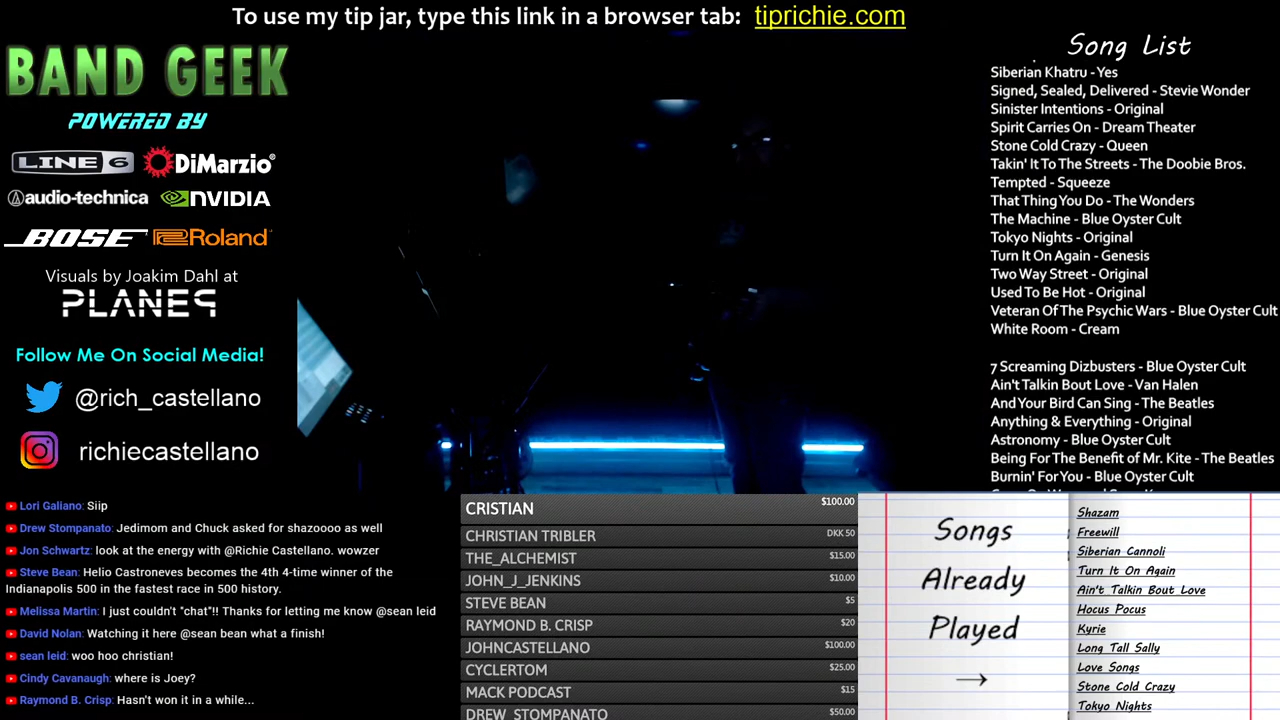 To use my tip jar, type this link in a browser tab: tiprichie.com
BAND GEEK
POWERED BY
LINE 6
DiMarzio
audio-technica
NVIDIA
BOSE
Roland
Visuals by Joakim Dahl at
PLANE9
Follow Me On Social Media!
@rich_castellano
richiecastellano
Lori Galiano: Siip
Drew Stompanato: Jedimom and Chuck asked for shazoooo as well
Jon Schwartz: look at the energy with @Richie Castellano. wowzer
Steve Bean: Helio Castroneves becomes the 4th 4-time winner of the
Indianapolis 500 in the fastest race in 500 history.
Melissa Martin: I just couldn't "chat"!! Thanks for letting me know @sean leid
David Nolan: Watching it here @sean bean what a finish!
sean leid: woo hoo christian!
Cindy Cavanaugh: where is Joey?
Raymond B. Crisp: Hasn't won it in a while...
CRISTIAN $100.00
CHRISTIAN TRIBLER DKK 50
THE_ALCHEMIST $15.00
JOHN_J_JENKINS $10.00
STEVE BEAN $5
RAYMOND B. CRISP $20
JOHNCASTELLANO $100.00
CYCLERTOM $25.00
MACK PODCAST $15
DREW_STOMPANATO $50.00
Song List
Siberian Khatru - Yes
Signed, Sealed, Delivered - Stevie Wonder
Sinister Intentions - Original
Spirit Carries On - Dream Theater
Stone Cold Crazy - Queen
Takin' It To The Streets - The Doobie Bros.
Tempted - Squeeze
That Thing You Do - The Wonders
The Machine - Blue Oyster Cult
Tokyo Nights - Original
Turn It On Again - Genesis
Two Way Street - Original
Used To Be Hot - Original
Veteran Of The Psychic Wars - Blue Oyster Cult
White Room - Cream
7 Screaming Dizbusters - Blue Oyster Cult
Ain't Talkin Bout Love - Van Halen
And Your Bird Can Sing - The Beatles
Anything & Everything - Original
Astronomy - Blue Oyster Cult
Being For The Benefit of Mr. Kite - The Beatles
Burnin' For You - Blue Oyster Cult
Songs
Already
Played
→
Shazam
Freewill
Siberian Cannoli
Turn It On Again
Ain't Talkin Bout Love
Hocus Pocus
Kyrie
Long Tall Sally
Love Songs
Stone Cold Crazy
Tokyo Nights